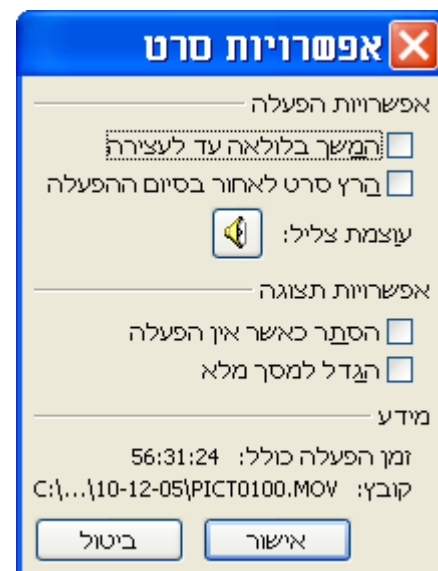 אפשרויות סרט
אפשרויות הפעלה
המשך בלולאה עד לעצירה
הרץ סרט לאחור בסיום ההפעלה
עוצמת צליל:
אפשרויות תצוגה
הסתר כאשר אין הפעלה
הגדל למסך מלא
מידע
זמן הפעלה כולל: 56:31:24
קובץ: C:\...\10-12-05\PICT0100.MOV
אישור ביטול